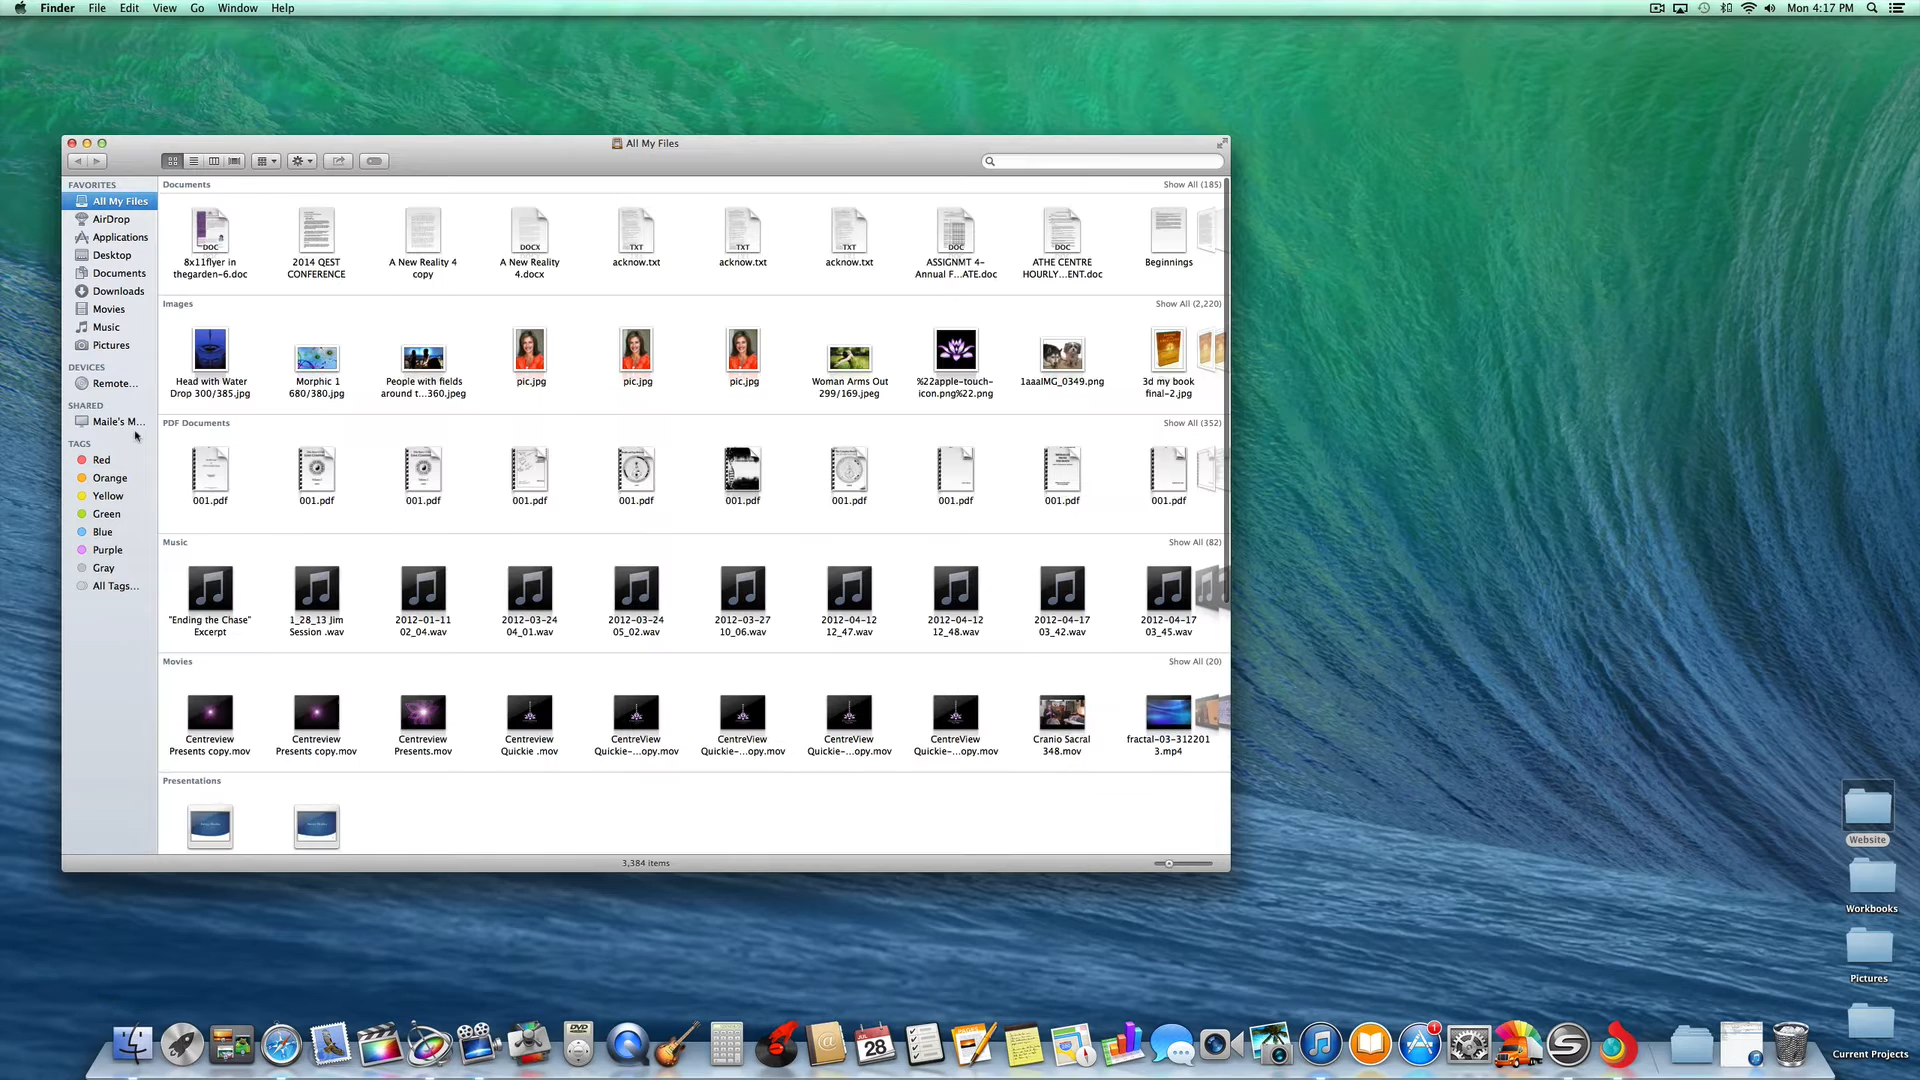 Finder File Edit View Go Window Help
Mon 4:17 PM
All My Files
FAVORITES
All My Files
AirDrop
Applications
Desktop
Documents
Downloads
Movies
Music
Pictures
DEVICES
Remote...
SHARED
Maile's M...
TAGS
Red
Orange
Yellow
Green
Blue
Purple
Gray
All Tags...
Documents
Show All (185)
DOC
DOCX
TXT
TXT
TXT
DOC
DOC
8x11flyer in
thegarden-6.doc
2014 QEST
CONFERENCE
A New Reality 4
copy
A New Reality
4.docx
acknow.txt
acknow.txt
acknow.txt
ASSIGNMT 4-
Annual F...ATE.doc
ATHE CENTRE
HOURLY...ENT.doc
Beginnings
Images
Show All (2,220)
Head with Water
Drop 300/385.jpg
Morphic 1
680/380.jpg
People with fields
around t...360.jpeg
pic.jpg
pic.jpg
pic.jpg
Woman Arms Out
299/169.jpeg
%22apple-touch-
icon.png%22.png
1aaaIMG_0349.png
3d my book
final-2.jpg
PDF Documents
Show All (352)
001.pdf
001.pdf
001.pdf
001.pdf
001.pdf
001.pdf
001.pdf
001.pdf
001.pdf
001.pdf
Music
Show All (82)
"Ending the Chase"
Excerpt
1_28_13 Jim
Session .wav
2012-01-11
02_04.wav
2012-03-24
04_01.wav
2012-03-24
05_02.wav
2012-03-27
10_06.wav
2012-04-12
12_47.wav
2012-04-12
12_48.wav
2012-04-17
03_42.wav
2012-04-17
03_45.wav
Movies
Show All (20)
Centreview
Presents copy.mov
Centreview
Presents copy.mov
Centreview
Presents.mov
Centreview
Quickie .mov
CentreView
Quickie-...opy.mov
CentreView
Quickie-...opy.mov
CentreView
Quickie-...opy.mov
CentreView
Quickie-...opy.mov
Cranio Sacral
348.mov
fractal-03-312201
3.mp4
Presentations
3,384 items
Website
Workbooks
Pictures
Current Projects
DVD
JUL
28
PAGES
1